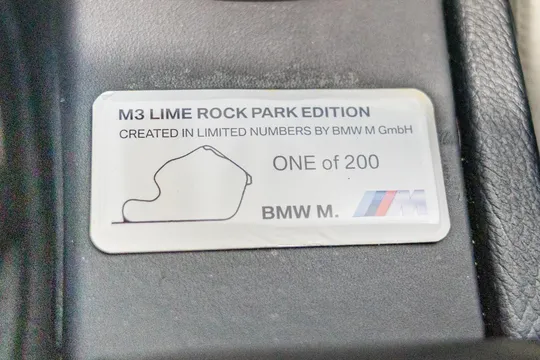 M3 LIME ROCK PARK EDITION
CREATED IN LIMITED NUMBERS BY BMW M GmbH
ONE of 200
BMW M. M